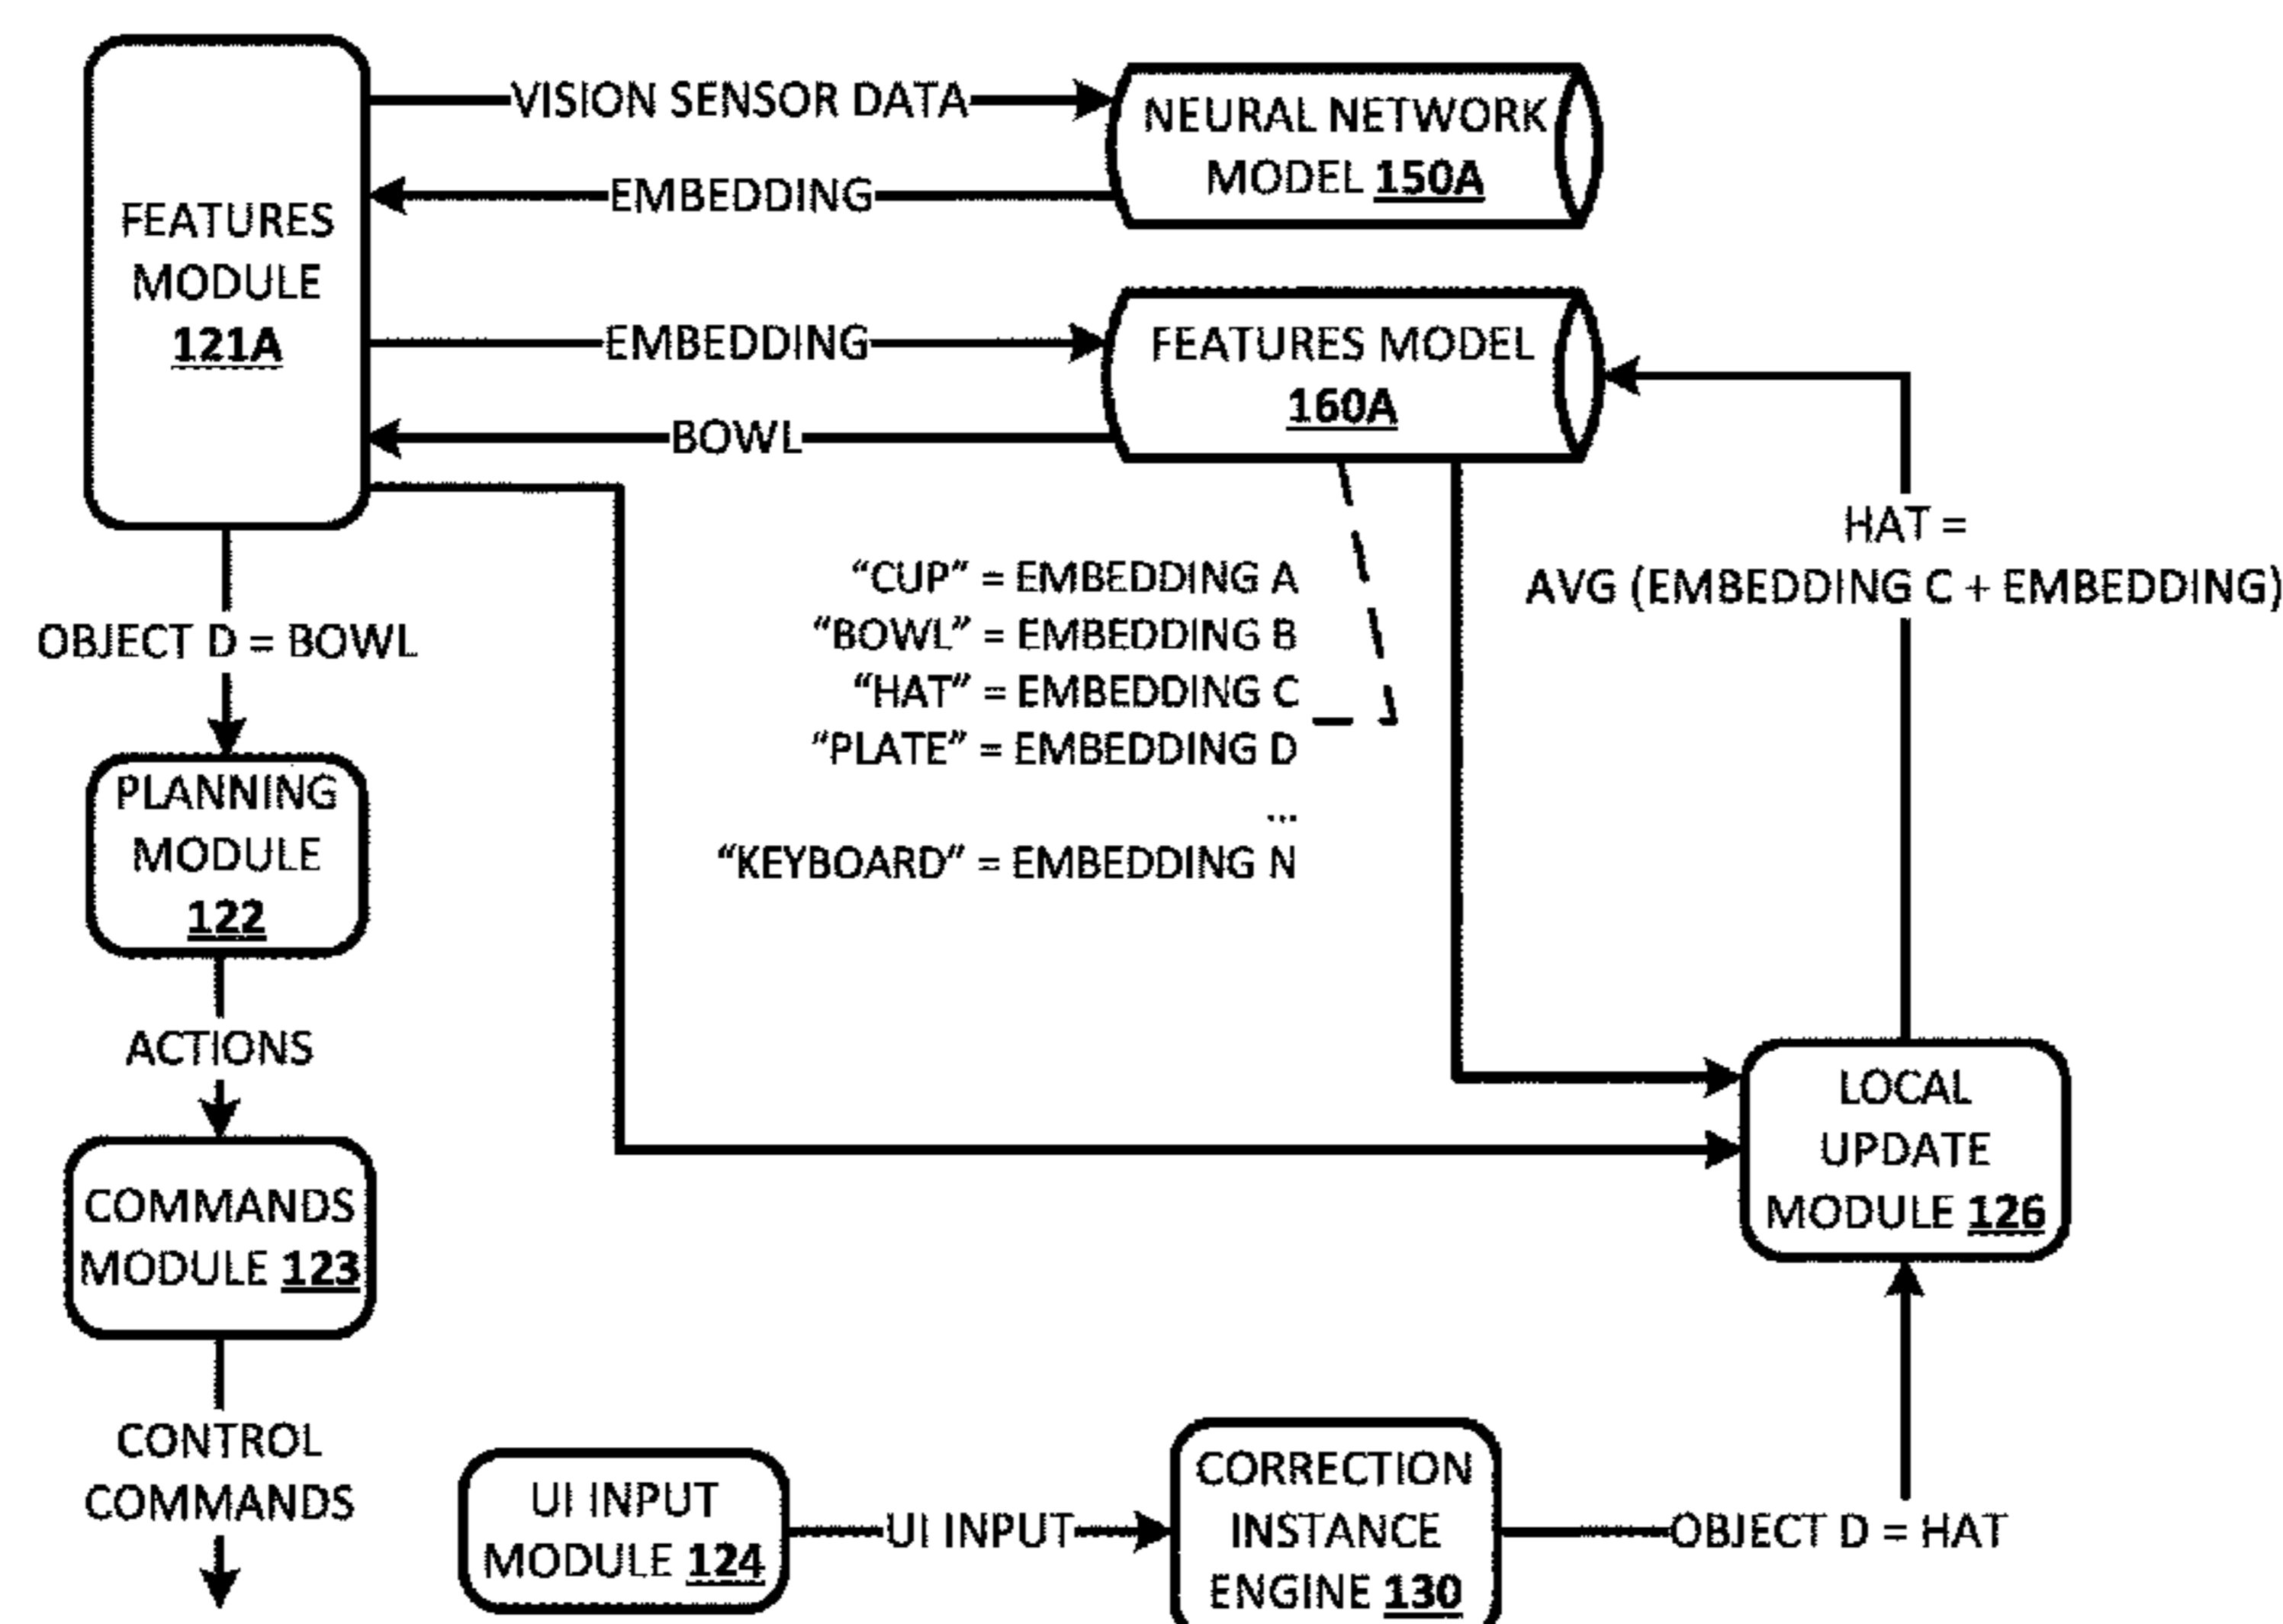 VISION SENSOR DATA
NEURAL NETWORK
MODEL 150A
EMBEDDING
FEATURES
MODULE
121A
EMBEDDING
FEATURES MODEL
160A
BOWL
HAT =
AVG (EMBEDDING C + EMBEDDING)
"CUP" = EMBEDDING A
"BOWL" = EMBEDDING B
"HAT" = EMBEDDING C
"PLATE" = EMBEDDING D
...
"KEYBOARD" = EMBEDDING N
OBJECT D = BOWL
PLANNING
MODULE
122
ACTIONS
COMMANDS
MODULE 123
CONTROL
COMMANDS
LOCAL
UPDATE
MODULE 126
UI INPUT
MODULE 124
UI INPUT
CORRECTION
INSTANCE
ENGINE 130
OBJECT D = HAT